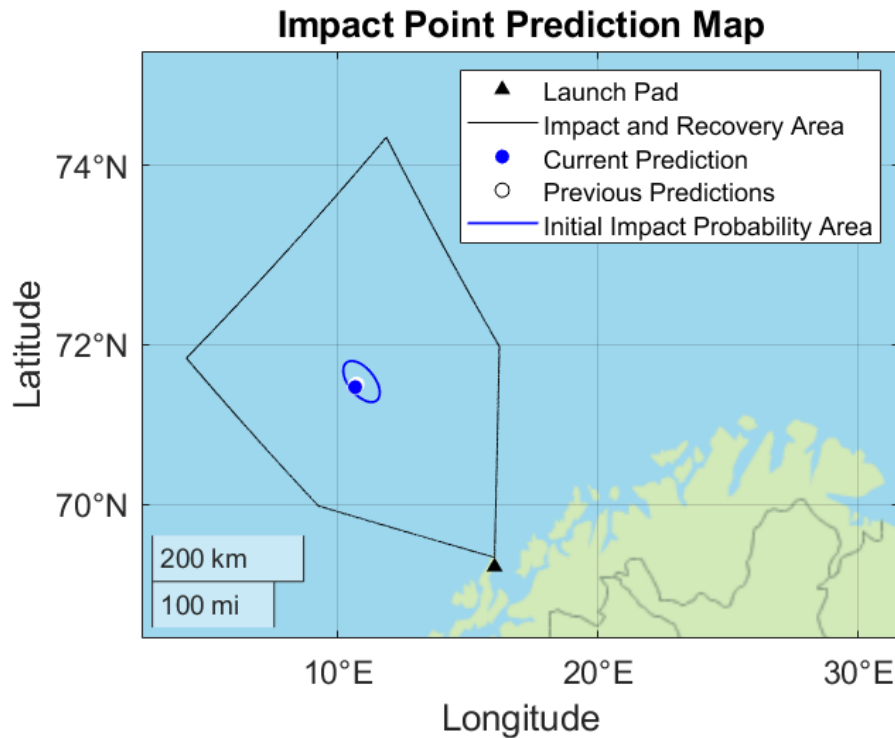 Impact Point Prediction Map
Launch Pad
Impact and Recovery Area
Current Prediction
Previous Predictions
Initial Impact Probability Area
74°N
72°N
70°N
Latitude
200 km
100 mi
10°E
20°E
30°E
Longitude